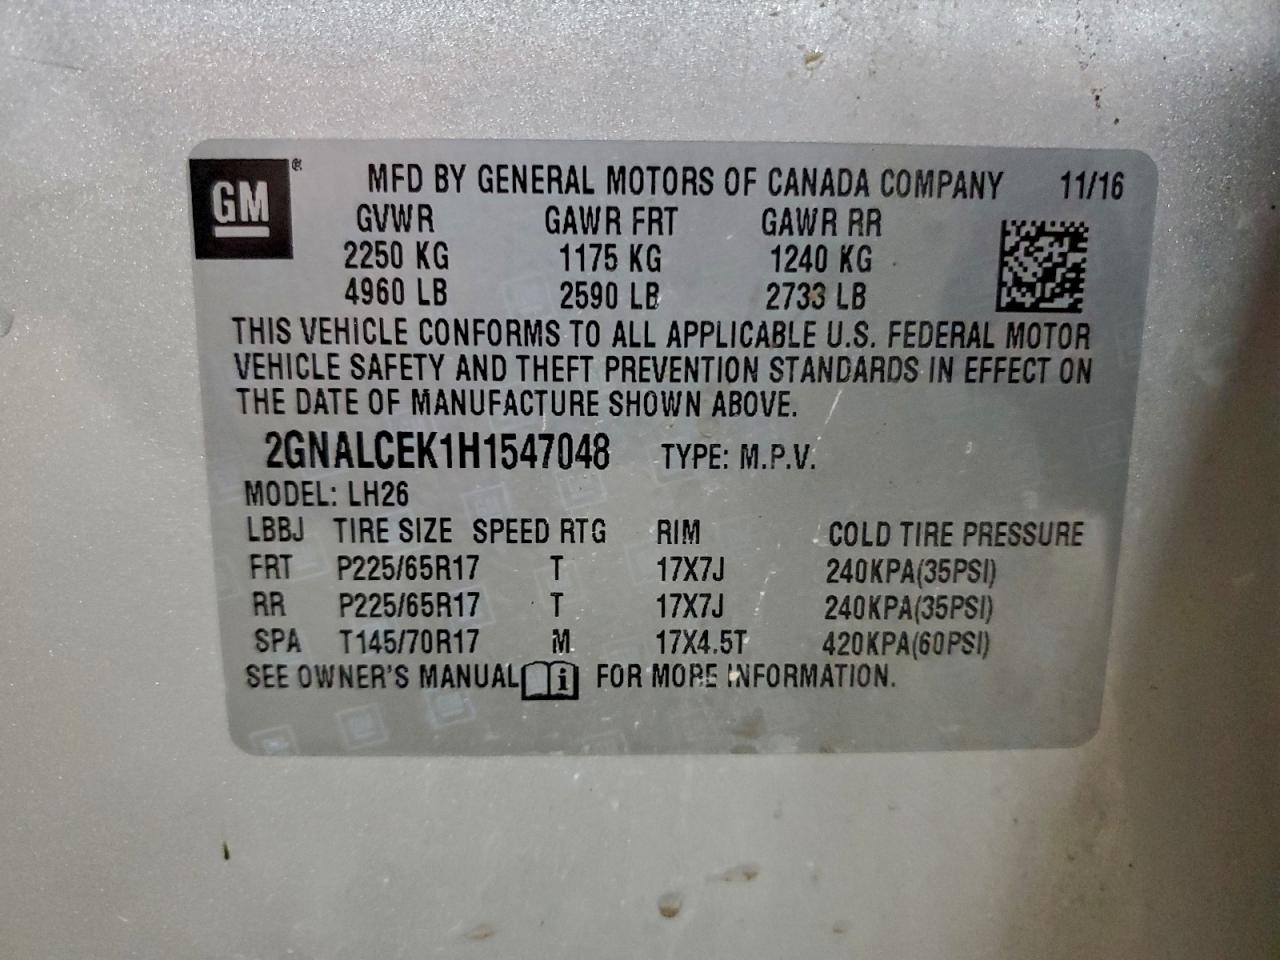 GM ® MFD BY GENERAL MOTORS OF CANADA COMPANY 11/16
GVWR GAWR FRT GAWR RR
2250 KG 1175 KG 1240 KG
4960 LB 2590 LB 2733 LB
THIS VEHICLE CONFORMS TO ALL APPLICABLE U.S. FEDERAL MOTOR
VEHICLE SAFETY AND THEFT PREVENTION STANDARDS IN EFFECT ON
THE DATE OF MANUFACTURE SHOWN ABOVE.
2GNALCEK1H1547048 TYPE: M.P.V.
MODEL: LH26
LBBJ TIRE SIZE SPEED RTG RIM COLD TIRE PRESSURE
FRT P225/65R17 T 17X7J 240KPA(35PSI)
RR P225/65R17 T 17X7J 240KPA(35PSI)
SPA T145/70R17 M 17X4.5T 420KPA(60PSI)
SEE OWNER'S MANUAL i FOR MORE INFORMATION.